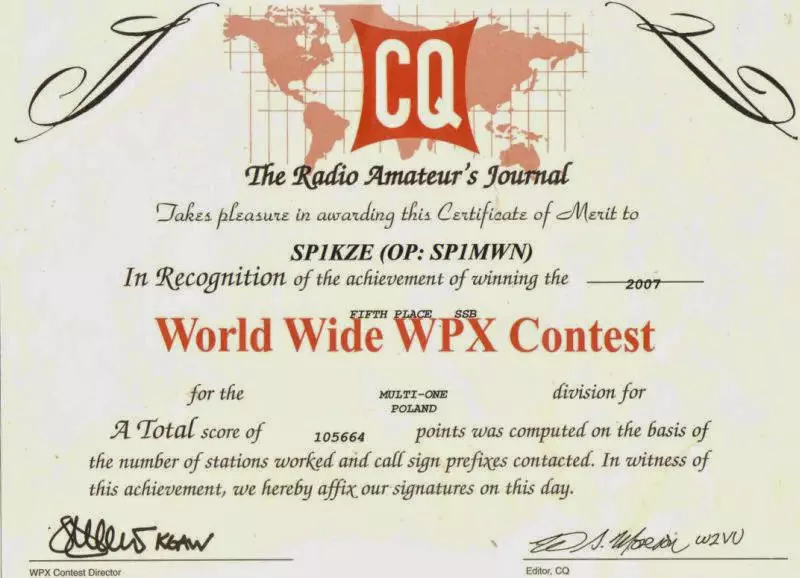 CQ
The Radio Amateur's Journal
Takes pleasure in awarding this Certificate of Merit to
SP1KZE (OP: SP1MWN)
In Recognition of the achievement of winning the 2007
FIFTH PLACE SSB
World Wide WPX Contest
for the MULTI-ONE division for
POLAND
A Total score of 105664 points was computed on the basis of
the number of stations worked and call sign prefixes contacted. In witness of
this achievement, we hereby affix our signatures on this day.
K6AW
W2VU
WPX Contest Director
Editor, CQ